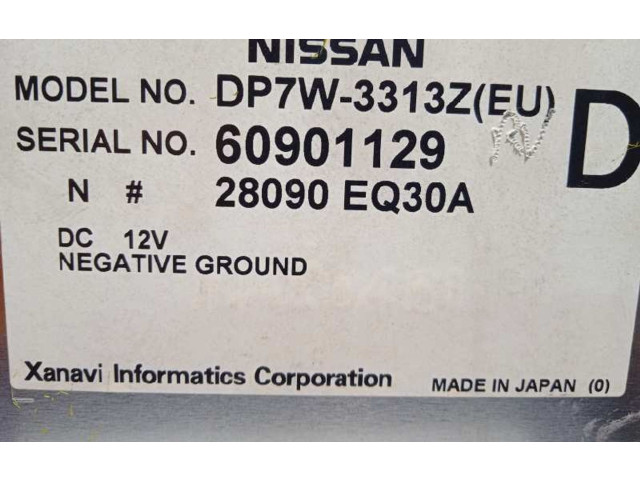 NISSAN
MODEL NO. DP7W-3313Z(EU)
SERIAL NO. 60901129
D
N # 28090 EQ30A
DC 12V
NEGATIVE GROUND
Xanavi Informatics Corporation
MADE IN JAPAN (0)